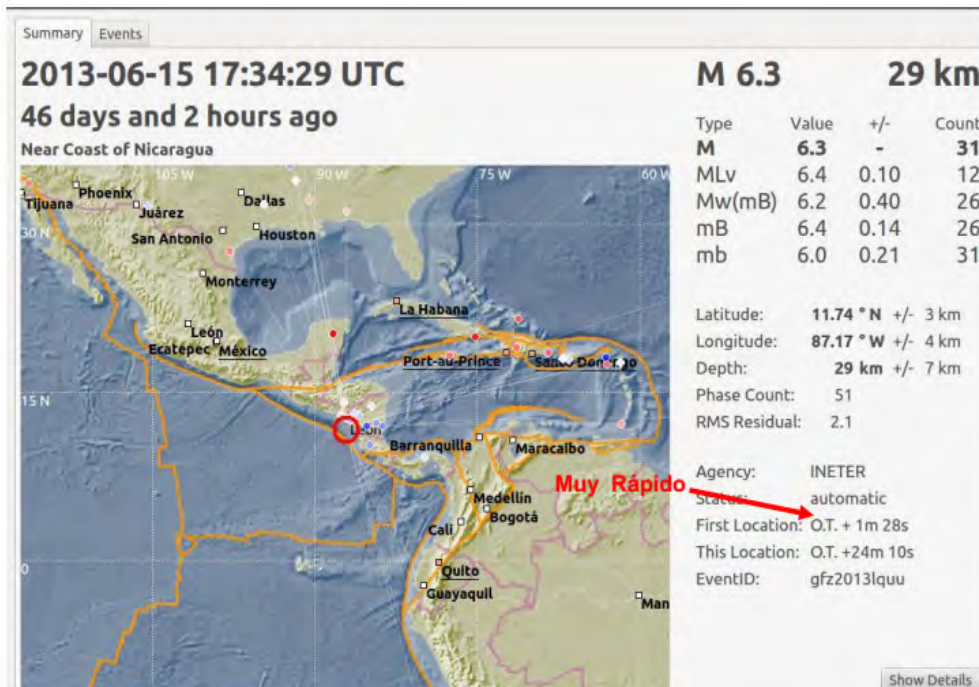 Summary Events
2013-06-15 17:34:29 UTC
46 days and 2 hours ago
Near Coast of Nicaragua
105 W 90 W 75 W 60 W
Phoenix
Tijuana
Juárez
Dallas
San Antonio
Houston
30 N
Monterrey
La Habana
León
Ecatepec México
Port-au-Prince Santo Domingo
15 N
León
Barranquilla
Maracaibo
Medellín
Bogotá
Cali
0
Quito
Guayaquil
Man
M 6.3 29 km
Type Value +/- Count
M 6.3 - 31
MLv 6.4 0.10 12
Mw(mB) 6.2 0.40 26
mB 6.4 0.14 26
mb 6.0 0.21 31
Latitude: 11.74 ° N +/- 3 km
Longitude: 87.17 ° W +/- 4 km
Depth: 29 km +/- 7 km
Phase Count: 51
RMS Residual: 2.1
Agency: INETER
Muy Rápido
Status: automatic
First Location: O.T. + 1m 28s
This Location: O.T. +24m 10s
EventID: gfz2013lquu
Show Details